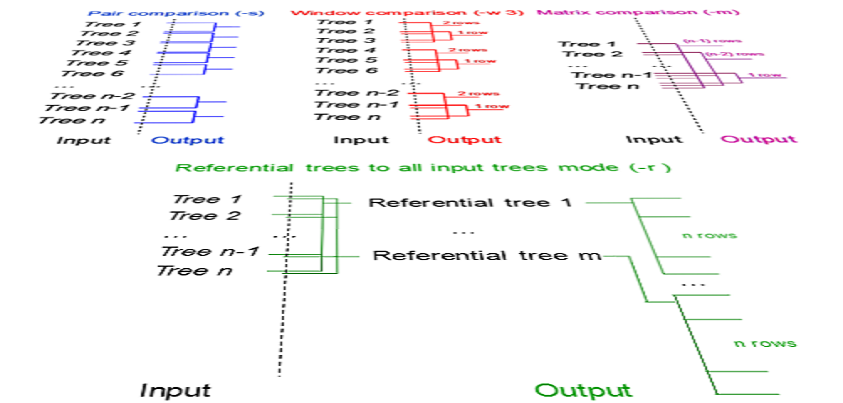 Pair comparison (-s)
Tree 1
Tree 2
Tree 3
Tree 4
Tree 5
Tree 6
...
Tree n-2
Tree n-1
Tree n
...
Input
Output
Window comparison (-w 3)
Tree 1
Tree 2
Tree 3
Tree 4
Tree 5
Tree 6
...
Tree n-2
Tree n-1
Tree n
...
2 rows
1 row
2 rows
1 row
2 rows
1 row
Input
Output
Matrix comparison (-m)
Tree 1
Tree 2
...
Tree n-1
Tree n
...
(n-1) rows
(n-2) rows
1 row
Input
Output
Referential trees to all input trees mode (-r )
Tree 1
Tree 2
...
Tree n-1
Tree n
...
Referential tree 1
...
Referential tree m
n rows
...
n rows
Input
Output